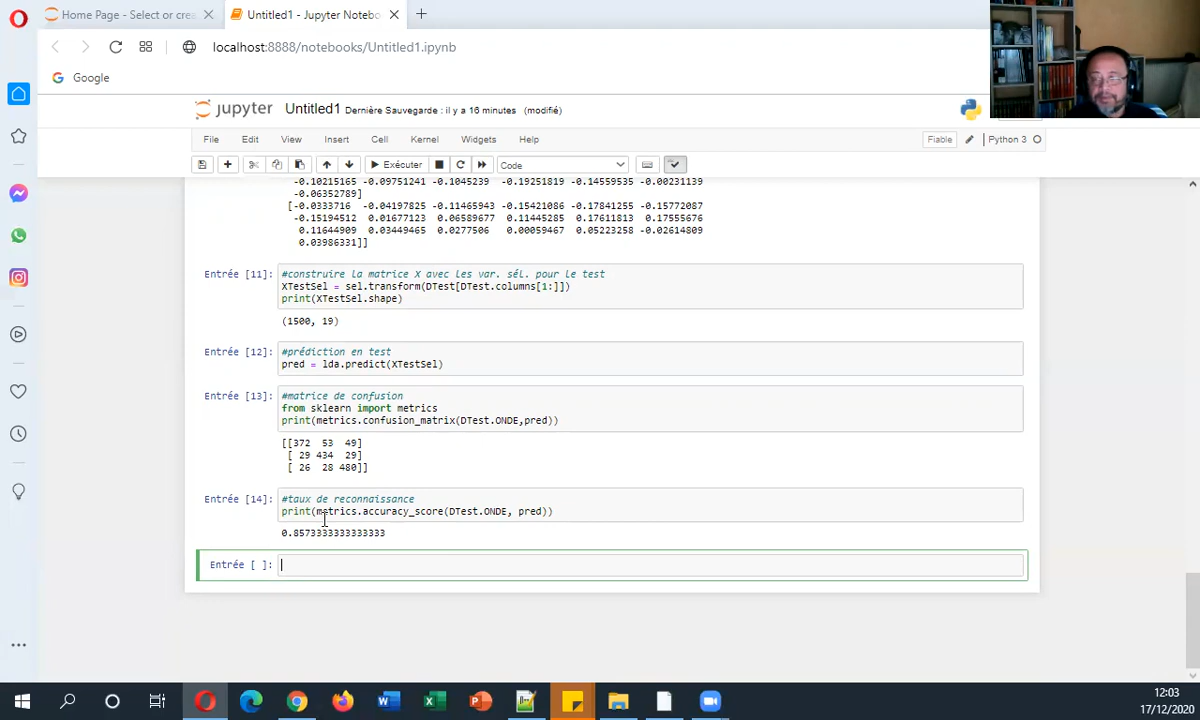 Home Page - Select or crea
Untitled1 - Jupyter Notebo
localhost:8888/notebooks/Untitled1.ipynb
Google
jupyter Untitled1 Dernière Sauvegarde : il y a 16 minutes (modifié)
File Edit View Insert Cell Kernel Widgets Help Fiable Python 3
Exécuter Code
-0.10215165 -0.09751241 -0.1045239 -0.19251819 -0.14559535 -0.00231139
-0.06352789]
[-0.0333716 -0.04197825 -0.11465943 -0.15421086 -0.17841255 -0.15772087
-0.15194512 0.01677123 0.06589677 0.11445285 0.17611813 0.17555676
0.11644909 0.03449465 0.0277506 0.00059467 0.05223258 -0.02614809
0.03986331]]
Entrée [11]: #construire la matrice X avec les var. sél. pour le test
XTestSel = sel.transform(DTest[DTest.columns[1:]])
print(XTestSel.shape)
(1500, 19)
Entrée [12]: #prédiction en test
pred = lda.predict(XTestSel)
Entrée [13]: #matrice de confusion
from sklearn import metrics
print(metrics.confusion_matrix(DTest.ONDE,pred))
[[372 53 49]
[ 29 434 29]
[ 26 28 480]]
Entrée [14]: #taux de reconnaissance
print(metrics.accuracy_score(DTest.ONDE, pred))
0.8573333333333333
Entrée [ ]:
12:03
17/12/2020